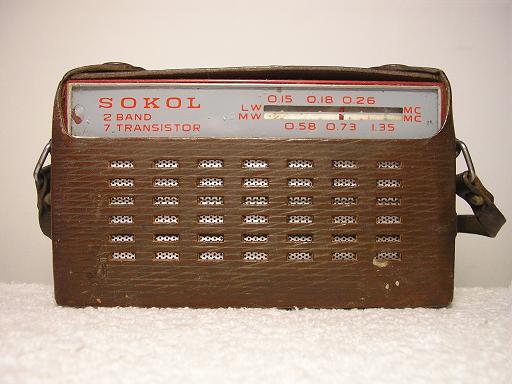 SOKOL
2 BAND
7 TRANSISTOR
0.15 0.18 0.26
LW MC
MW MC
0.58 0.73 1.35